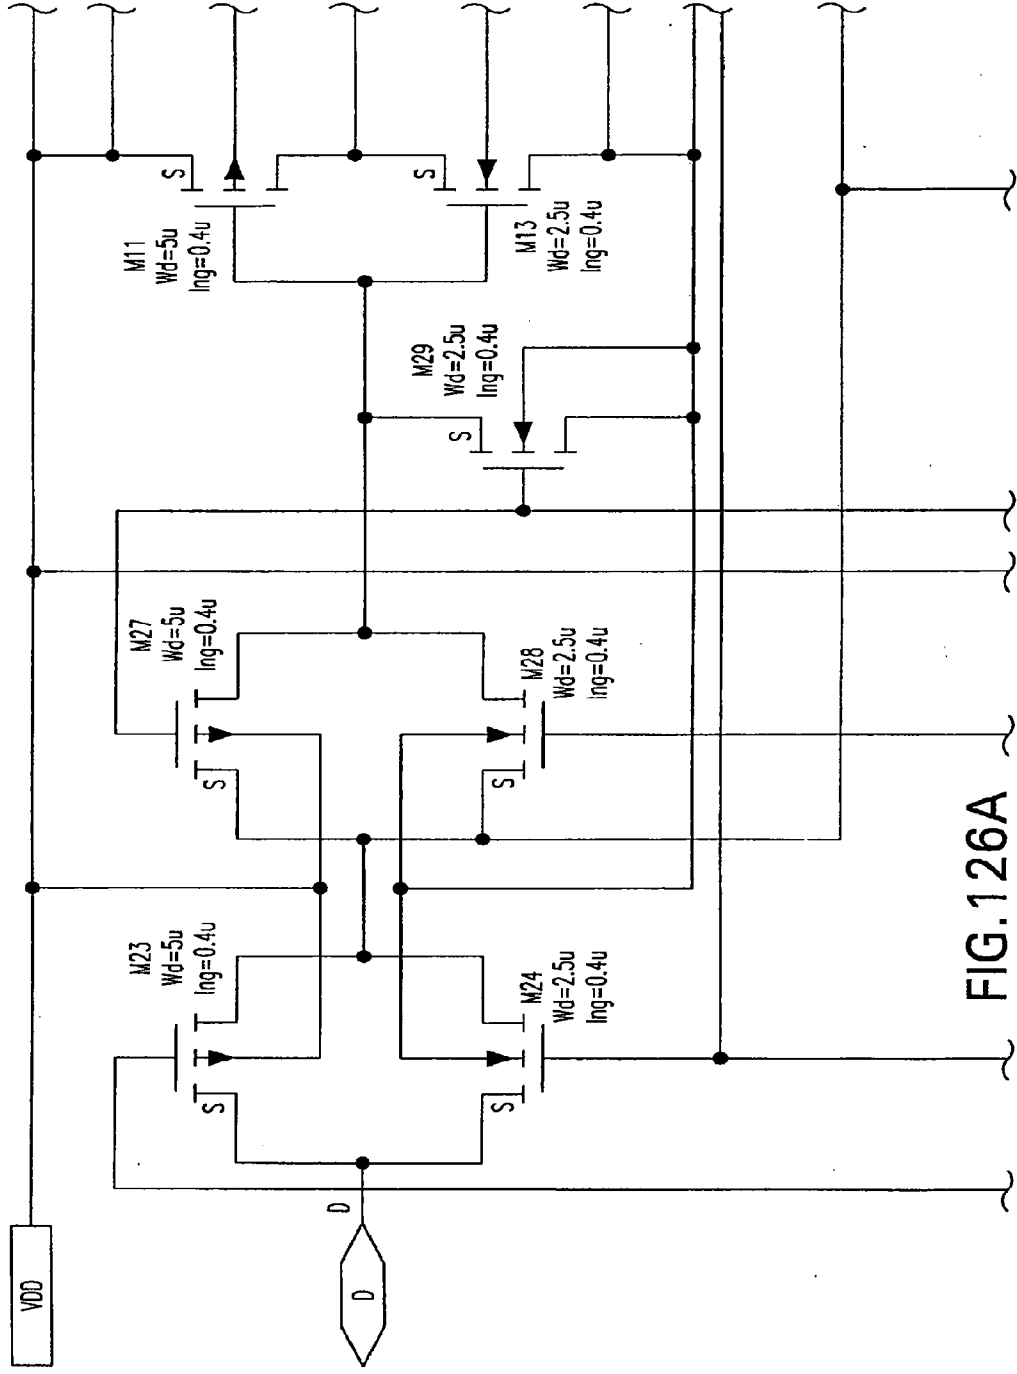 VDD
D
D
M23
Wd=5u
lng=0.4u
S
M24
Wd=2.5u
lng=0.4u
S
M27
Wd=5u
lng=0.4u
S
M28
Wd=2.5u
lng=0.4u
S
M29
Wd=2.5u
lng=0.4u
S
M11
Wd=5u
lng=0.4u
S
M13
Wd=2.5u
lng=0.4u
S
FIG.126A